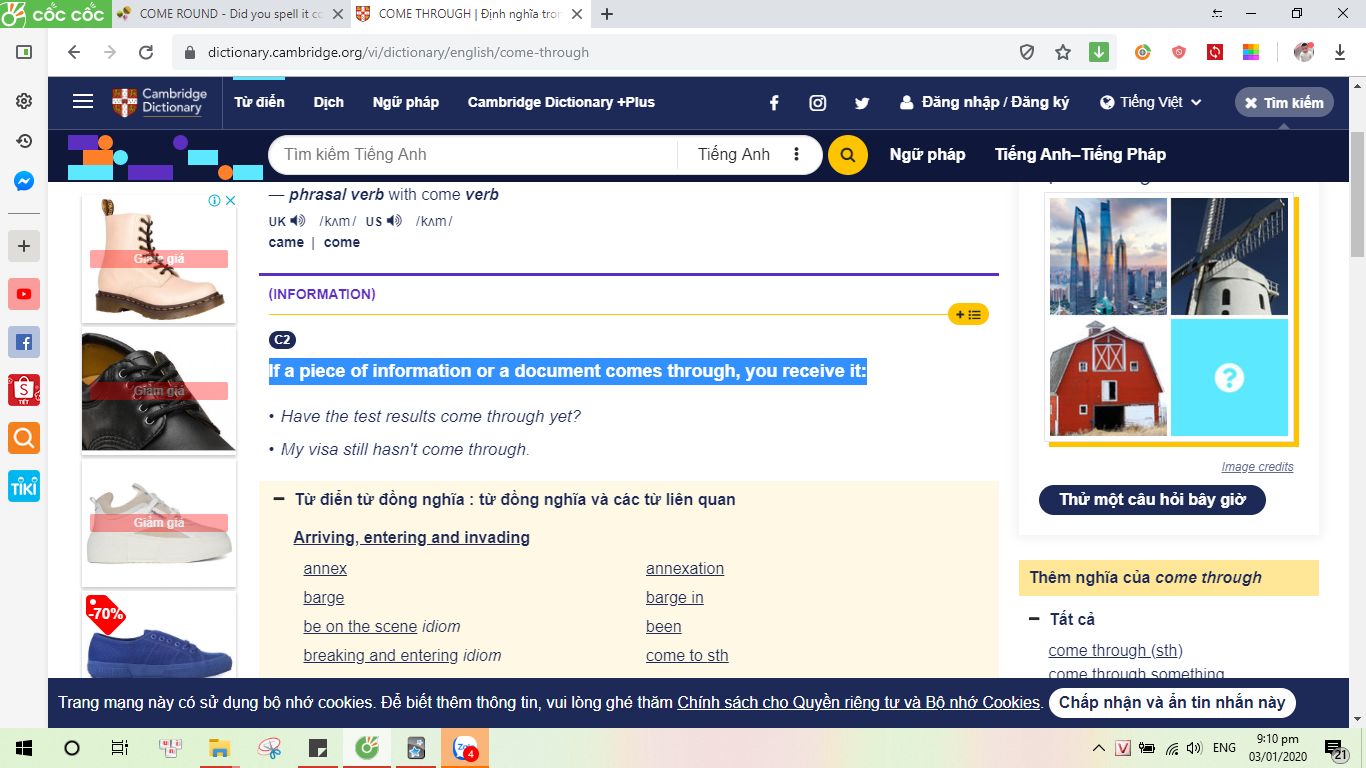 cốc cốc
COME ROUND - Did you spell it co
COME THROUGH | Định nghĩa tron
dictionary.cambridge.org/vi/dictionary/english/come-through
Cambridge Dictionary
Từ điển Dịch Ngữ pháp Cambridge Dictionary +Plus Đăng nhập / Đăng ký Tiếng Việt Tìm kiếm
Tìm kiếm Tiếng Anh Tiếng Anh Ngữ pháp Tiếng Anh–Tiếng Pháp
— phrasal verb with come verb
UK /kʌm/ US /kʌm/
came | come
(INFORMATION)
C2
If a piece of information or a document comes through, you receive it:
• Have the test results come through yet?
• My visa still hasn't come through.
Từ điển từ đồng nghĩa : từ đồng nghĩa và các từ liên quan
Arriving, entering and invading
annex annexation
barge barge in
be on the scene idiom been
breaking and entering idiom come to sth
Giảm giá
Giảm giá
Giảm giá
-70%
TẾT
TIKI
?
Image credits
Thử một câu hỏi bây giờ
Thêm nghĩa của come through
Tất cả
come through (sth)
come through something
Trang mạng này có sử dụng bộ nhớ cookies. Để biết thêm thông tin, vui lòng ghé thăm Chính sách cho Quyền riêng tư và Bộ nhớ Cookies. Chấp nhận và ẩn tin nhắn này
4
V
ENG
9:10 pm
03/01/2020
21